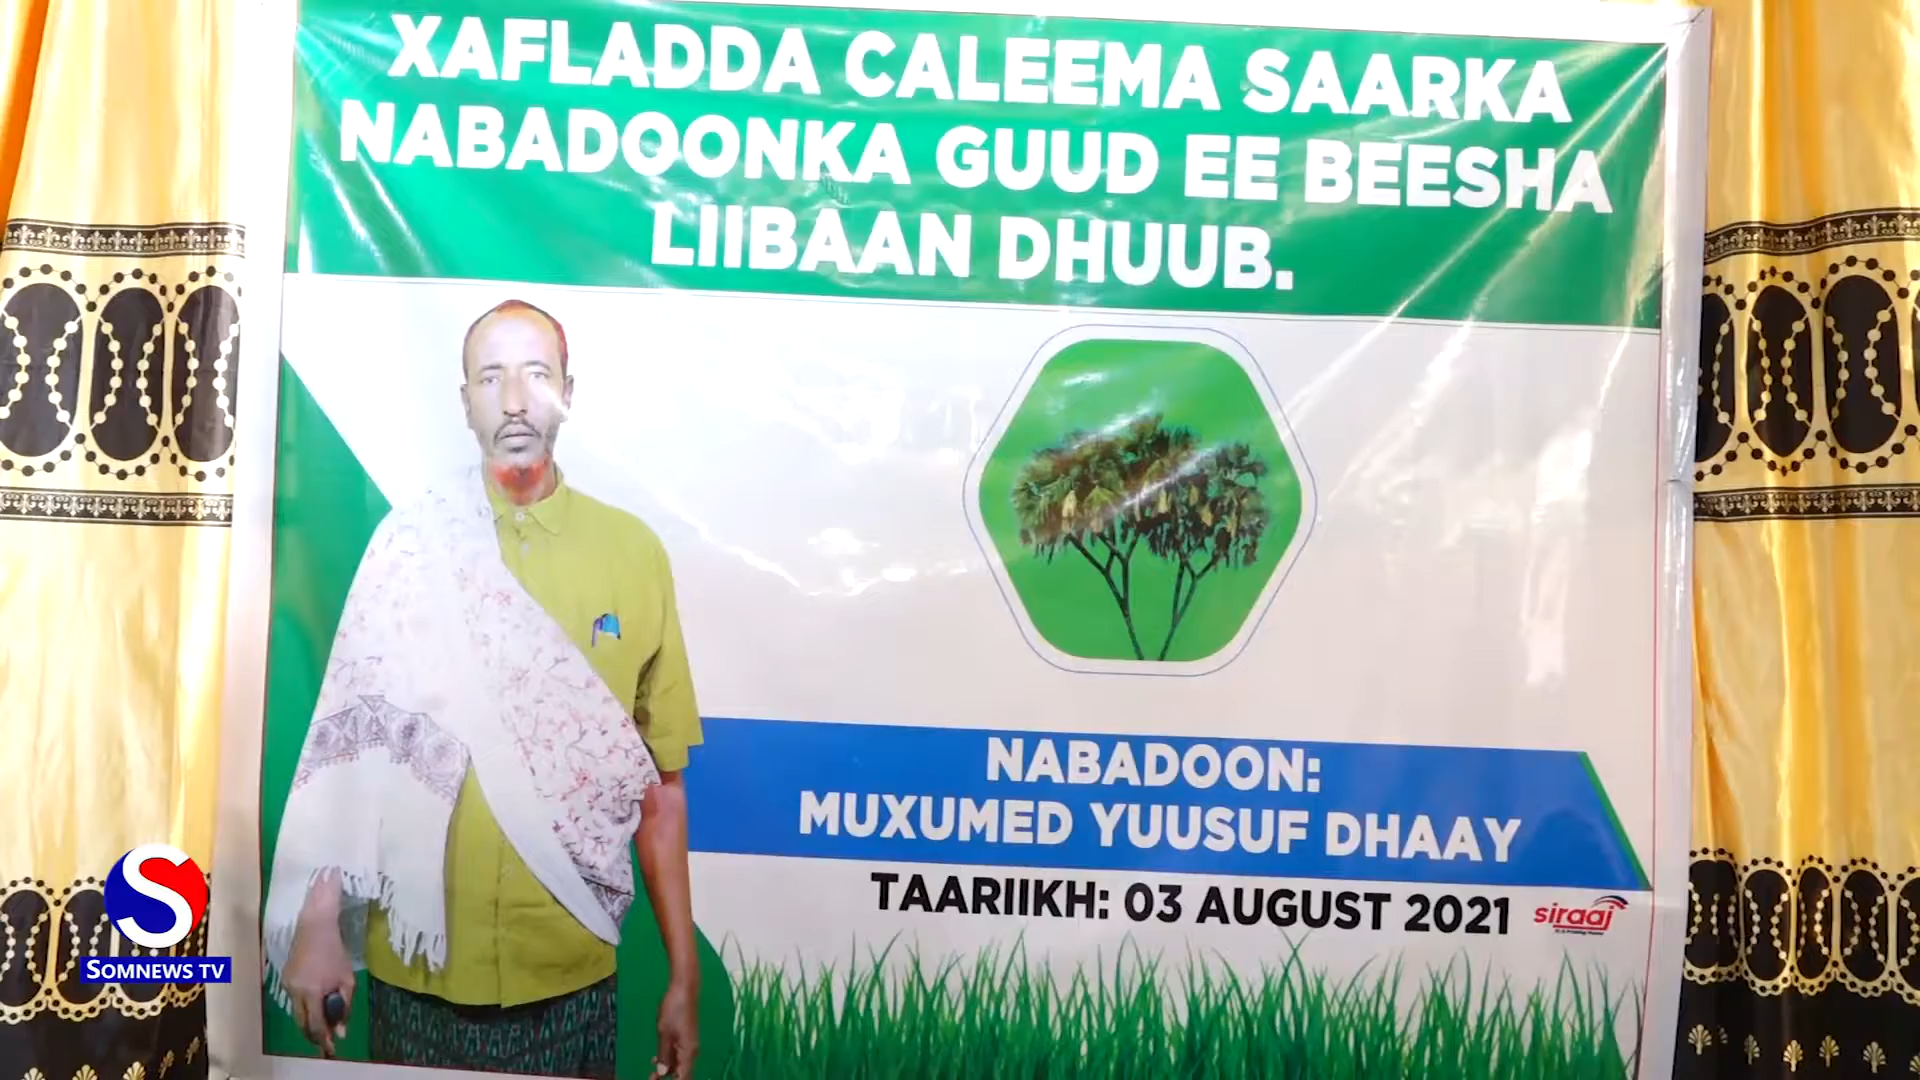 XAFLADDA CALEEMA SAARKA
NABADOONKA GUUD EE BEESHA
LIIBAAN DHUUB.
NABADOON:
MUXUMED YUUSUF DHAAY
TAARIIKH: 03 AUGUST 2021
siraaj
S
SOMNEWS TV